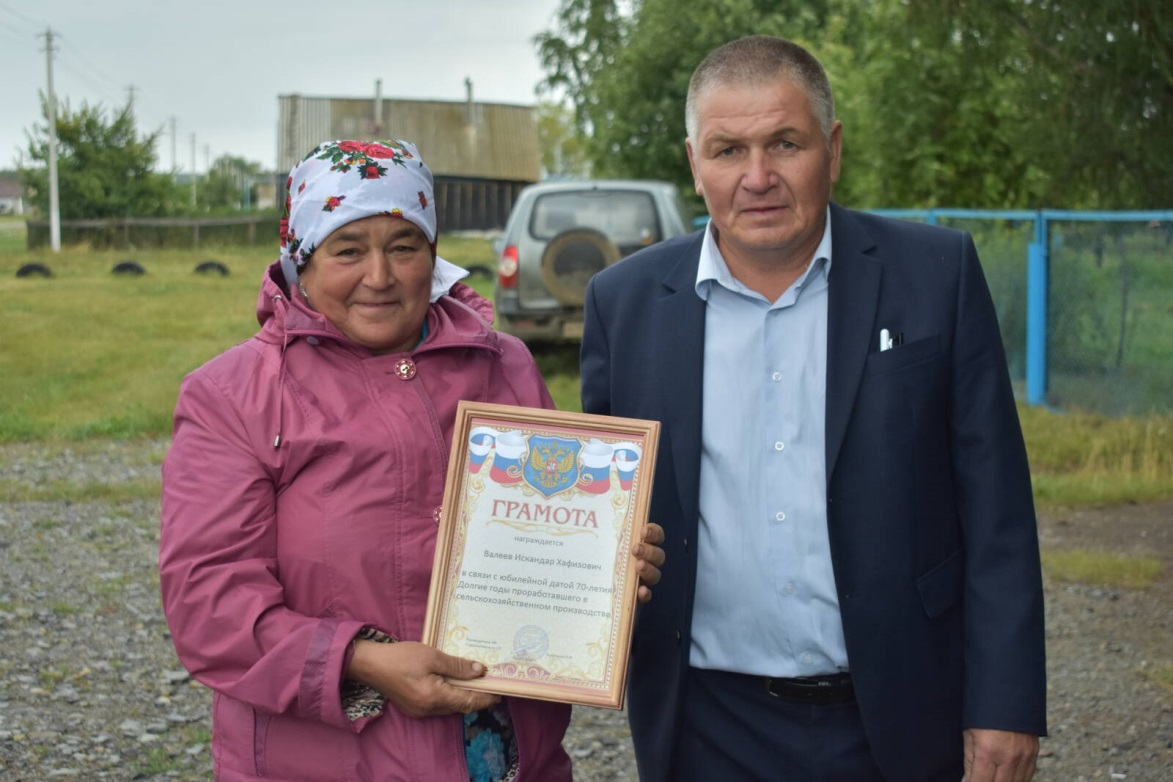 ГРАМОТА
награждается
Валеев Искандар Хафизович
в связи с юбилейной датой 70-летия
Долгие годы проработавшего в
сельскохозяйственном производстве